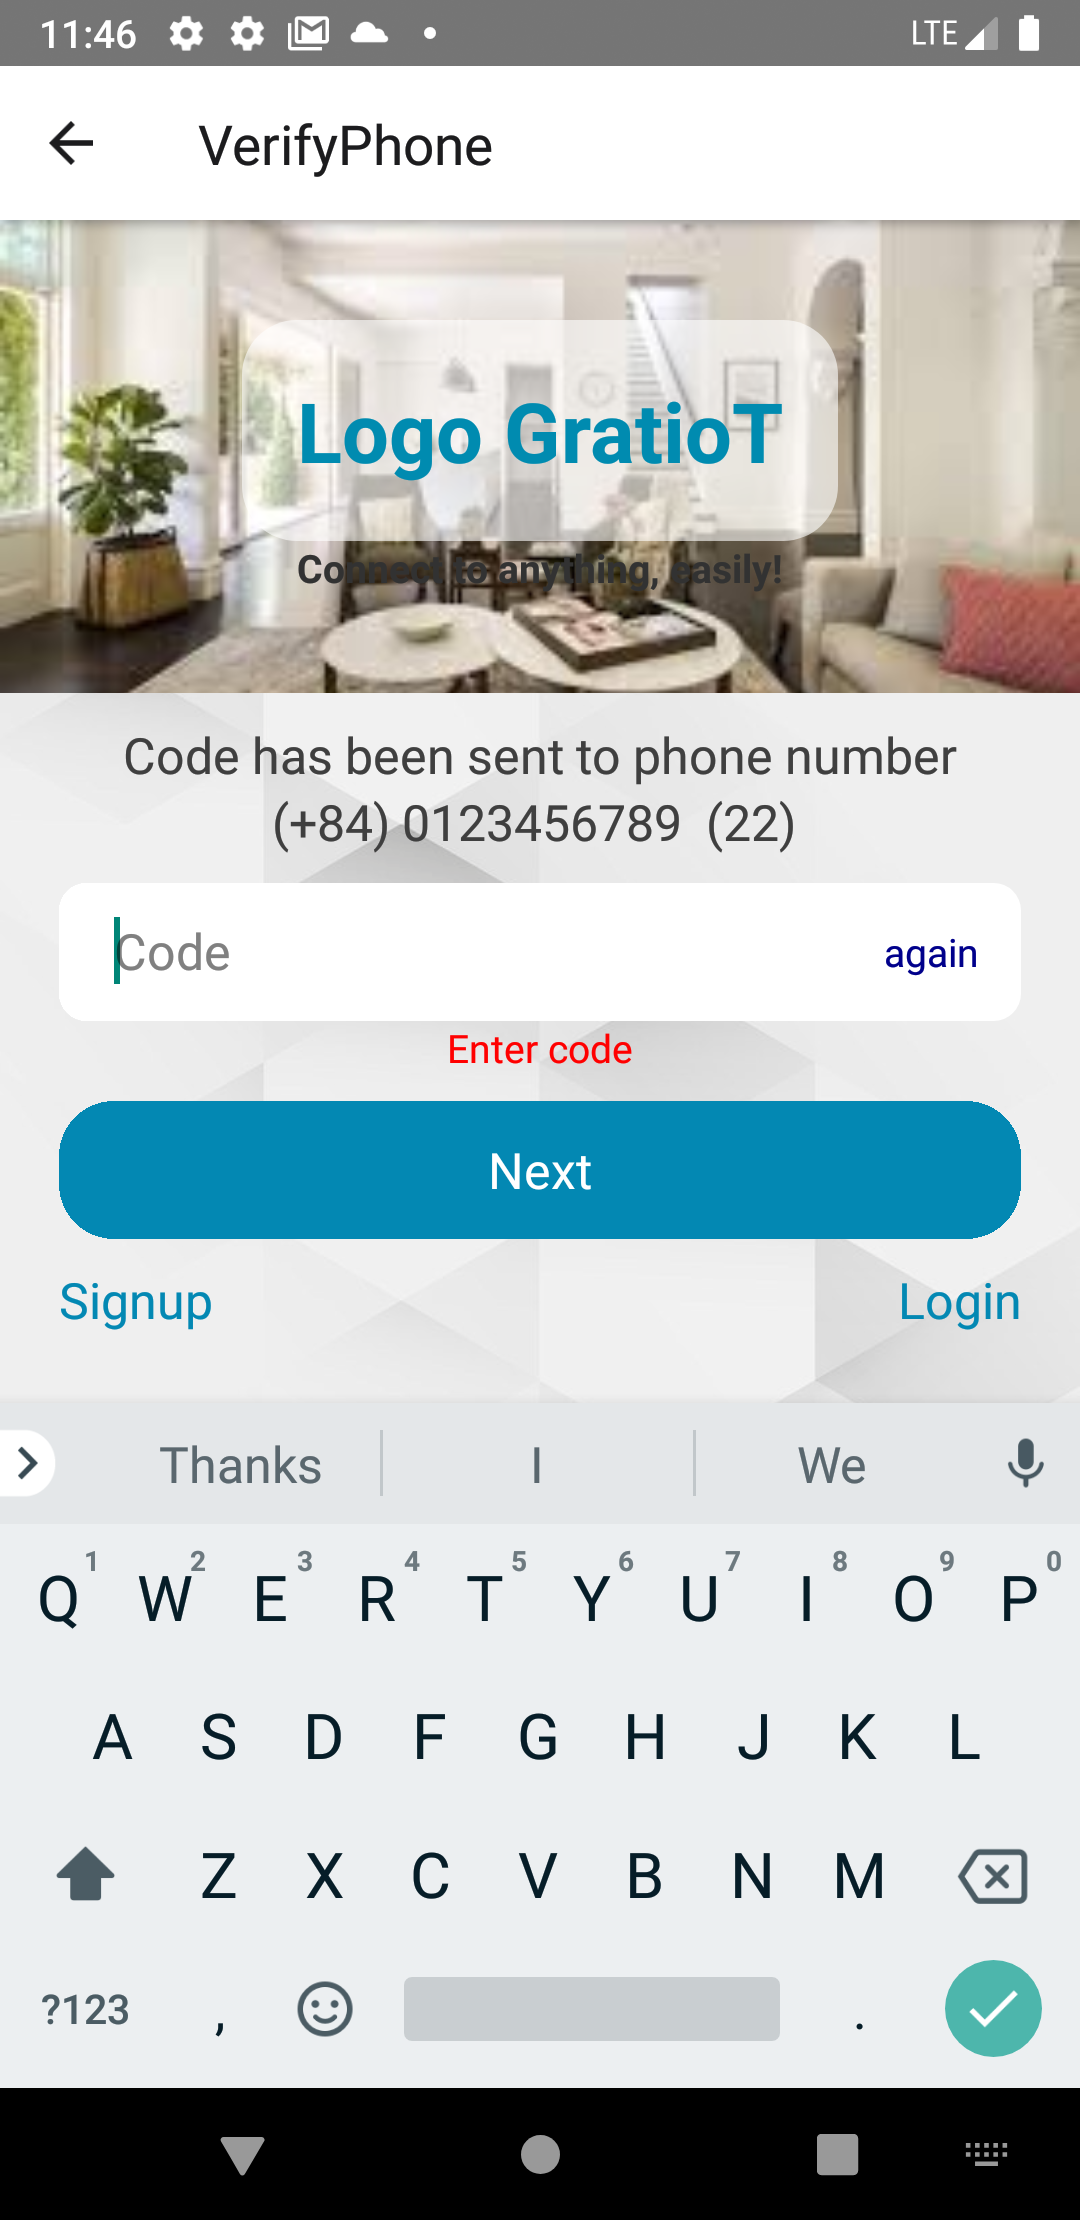 11:46
LTE
VerifyPhone
Logo GratioT
Connect to anything, easily!
Code has been sent to phone number
(+84) 0123456789 (22)
Code
again
Enter code
Next
Signup
Login
Thanks
I
We
Q 1 W 2 E 3 R 4 T 5 Y 6 U 7 I 8 O 9 P 0
A S D F G H J K L
Z X C V B N M
?123 , .